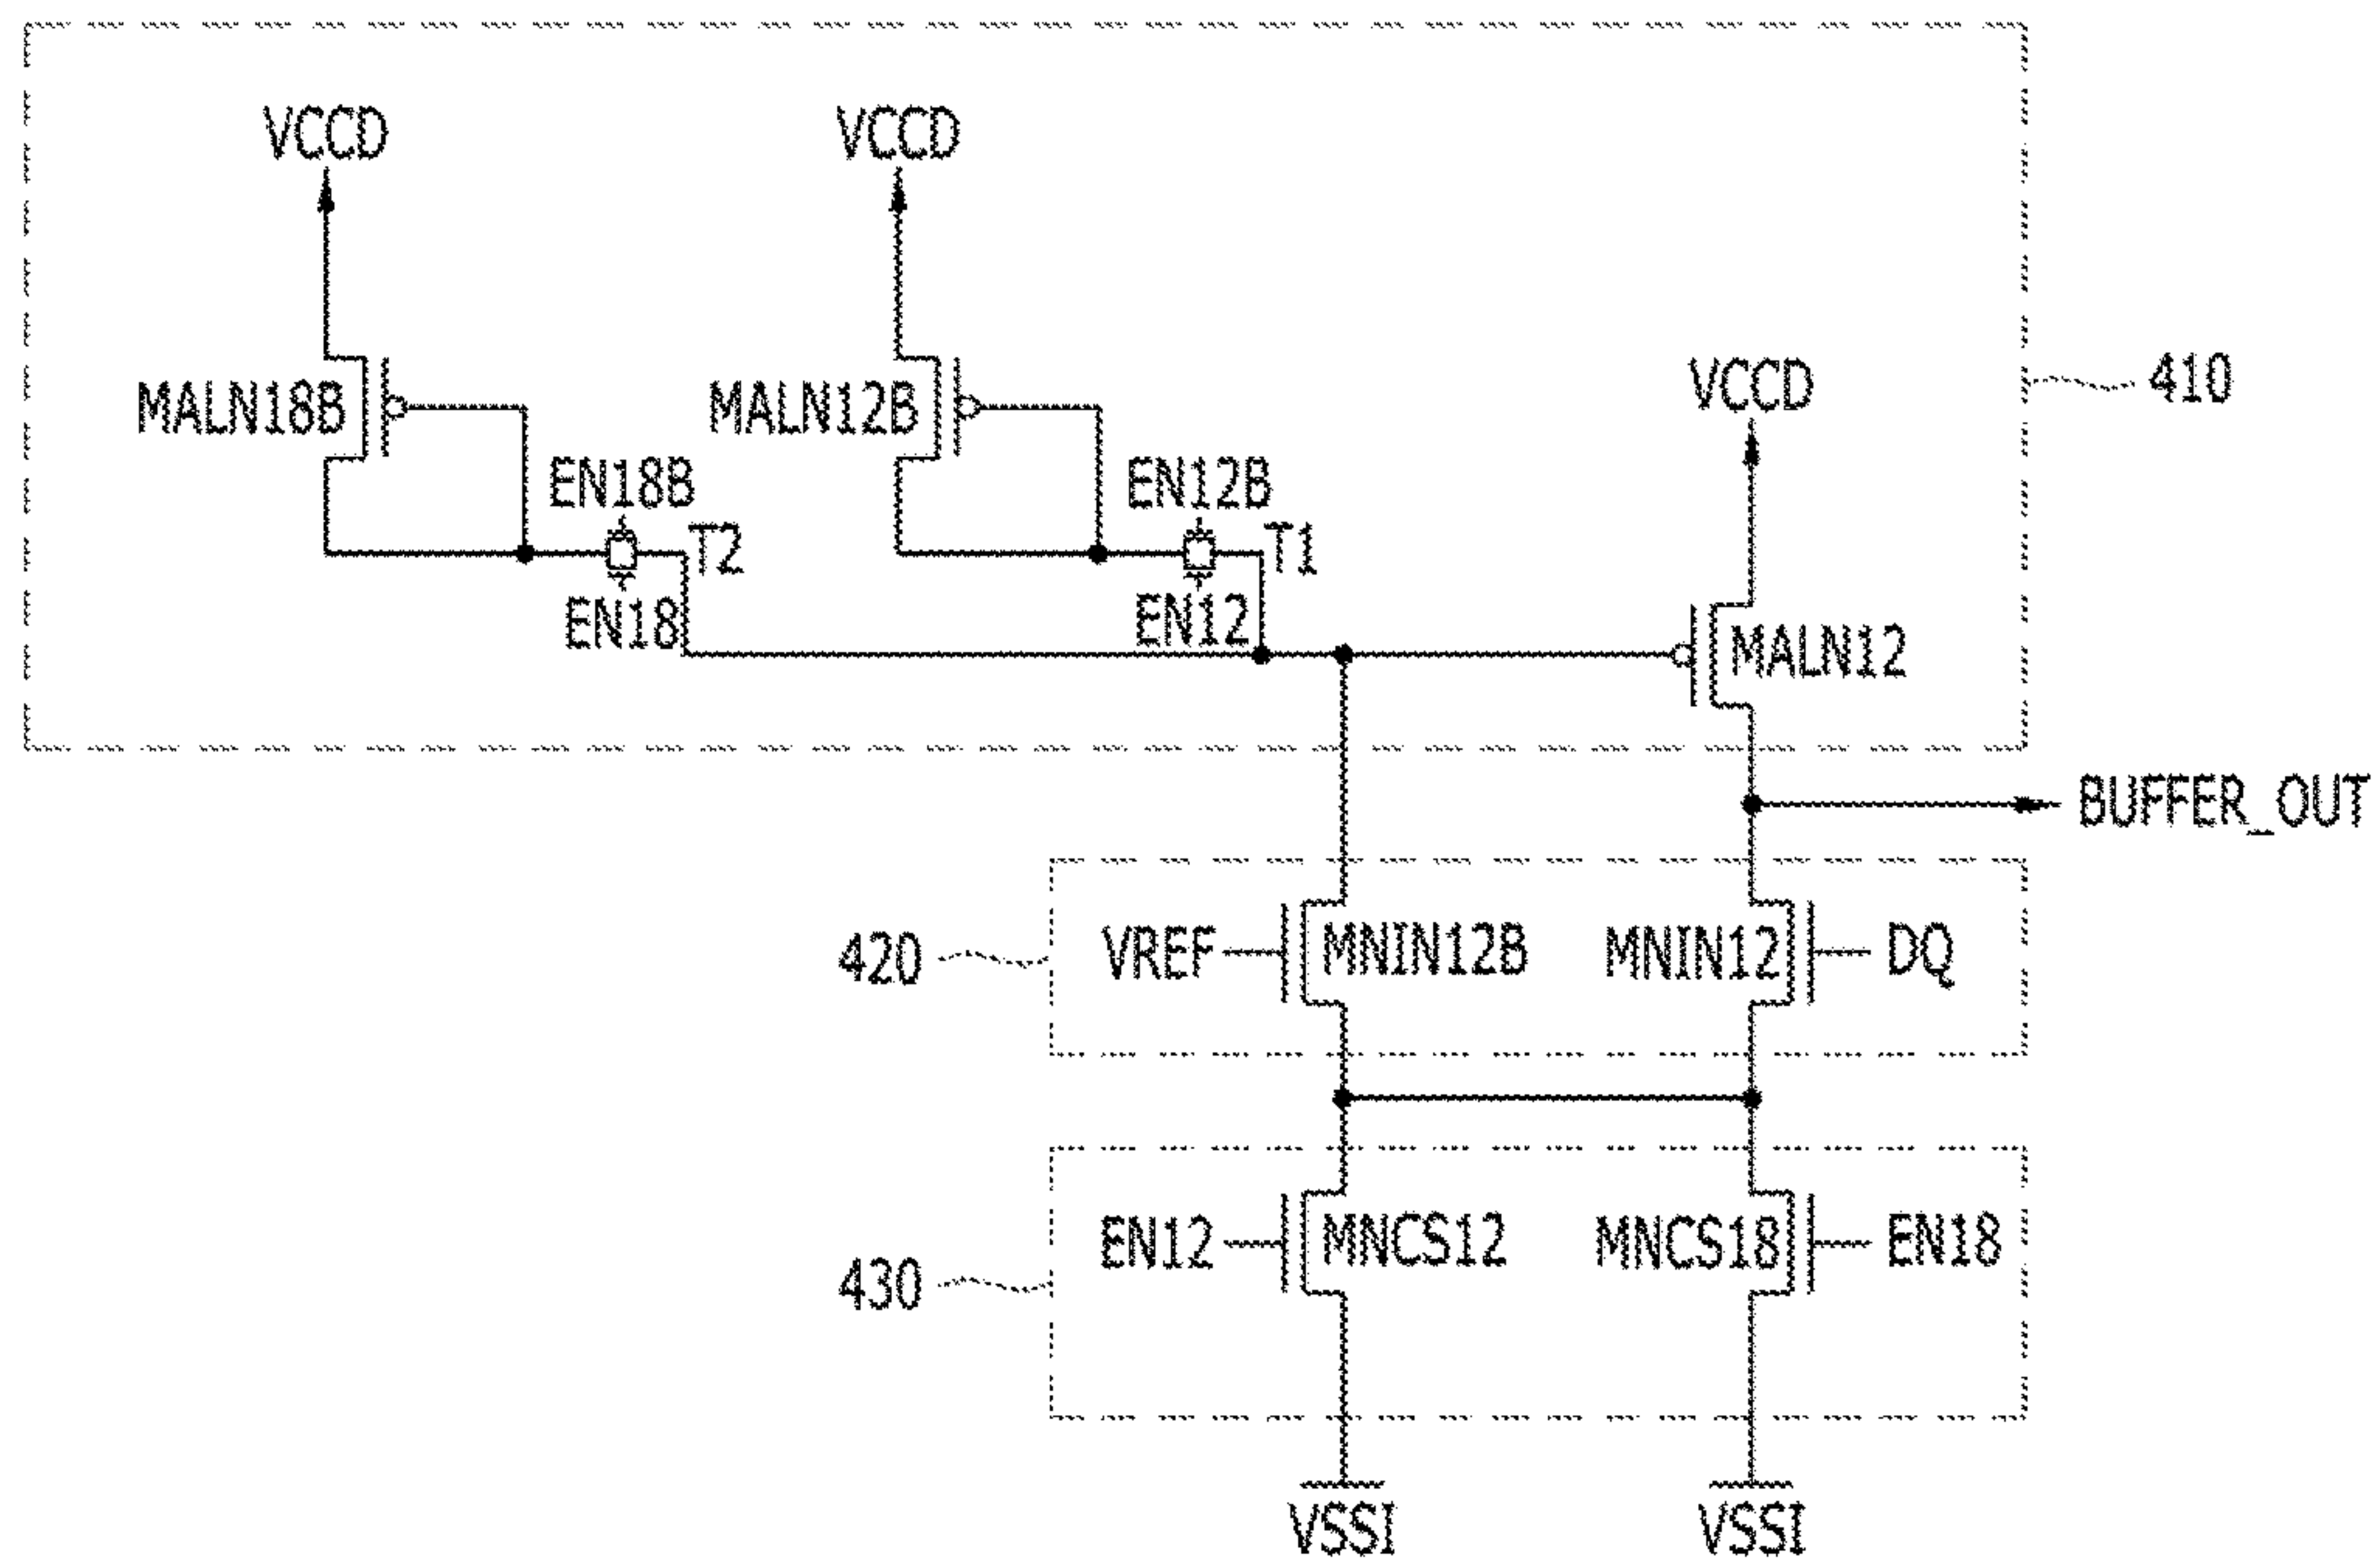 VCCD
VCCD
VCCD
410
MALN18B
MALN12B
EN18B
EN12B
T2
T1
EN18
EN12
MALN12
BUFFER_OUT
420
VREF
MNIN12B
MNIN12
DQ
EN12
MNCS12
MNCS18
EN18
430
VSSI
VSSI